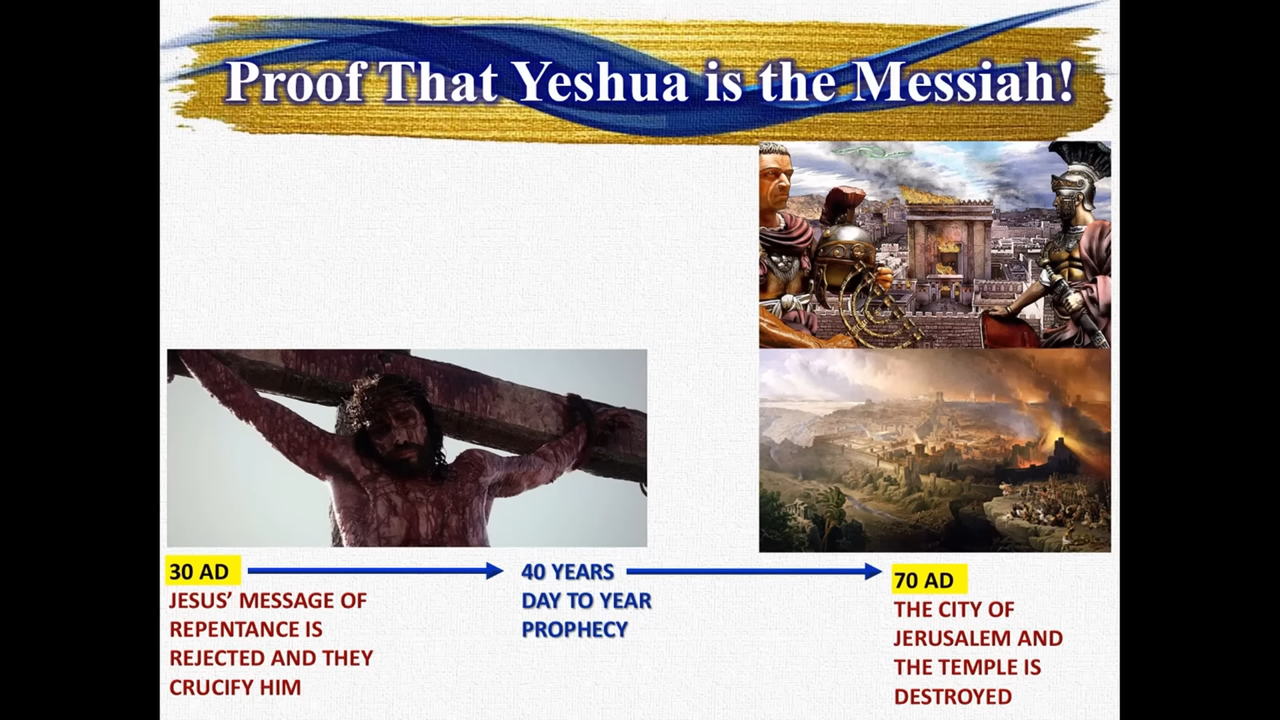 Proof That Yeshua is the Messiah!
30 AD
JESUS’ MESSAGE OF
REPENTANCE IS
REJECTED AND THEY
CRUCIFY HIM
40 YEARS
DAY TO YEAR
PROPHECY
70 AD
THE CITY OF
JERUSALEM AND
THE TEMPLE IS
DESTROYED